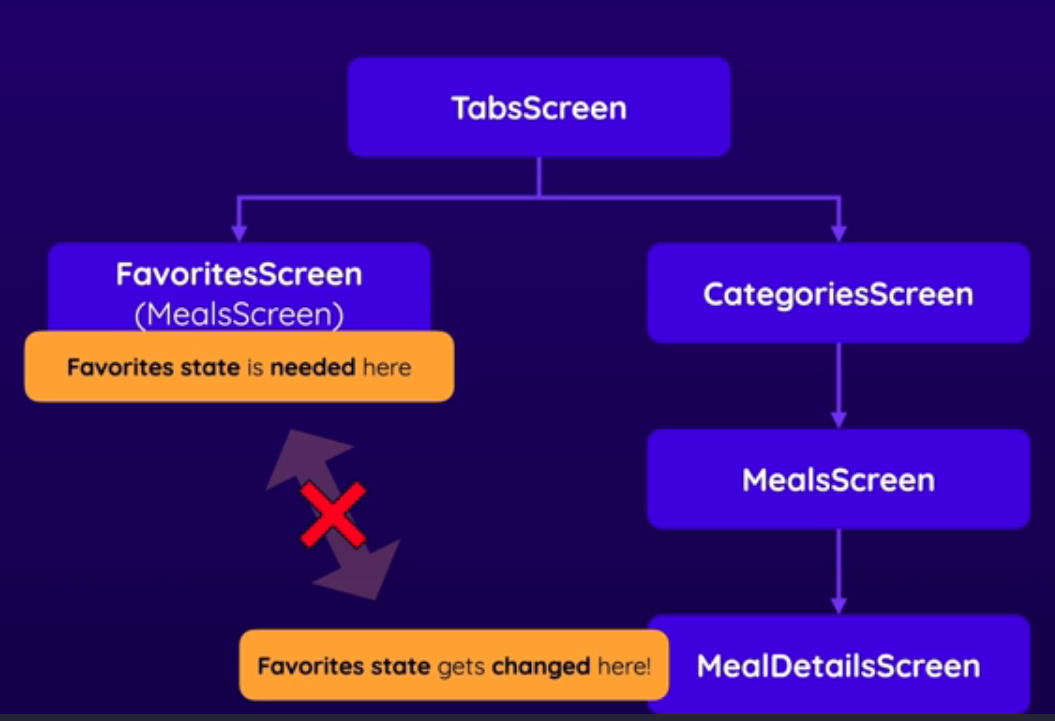 TabsScreen
FavoritesScreen
(MealsScreen)
Favorites state is needed here
CategoriesScreen
MealsScreen
Favorites state gets changed here!
MealDetailsScreen